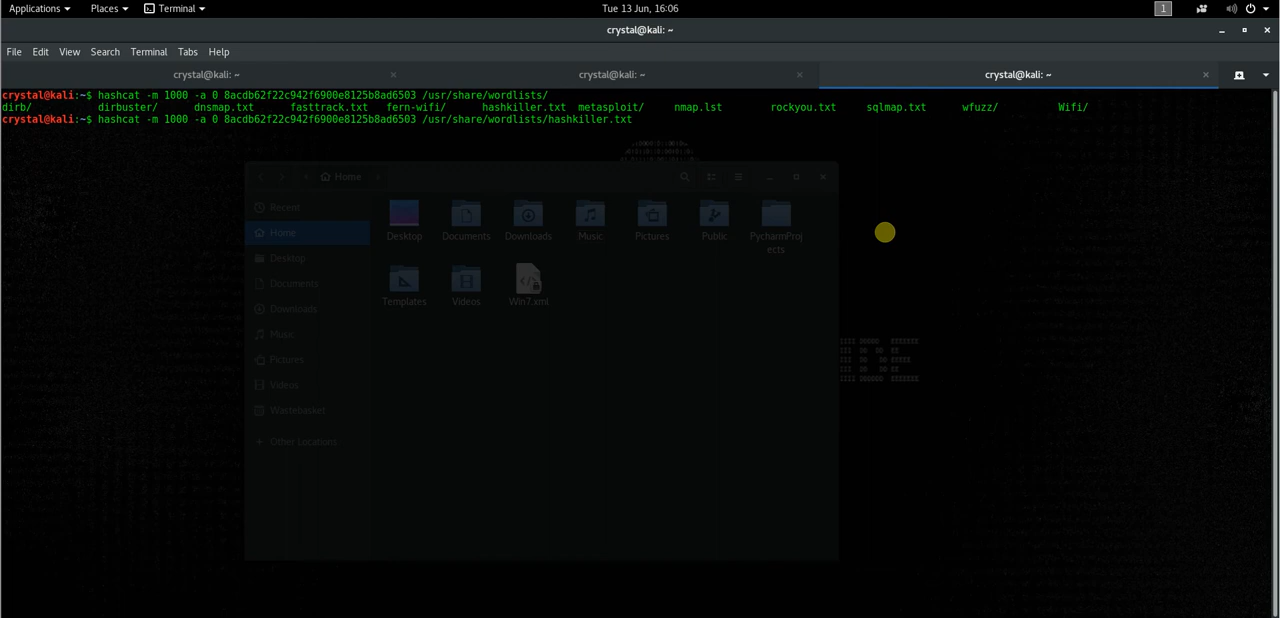 Applications Places Terminal Tue 13 Jun, 16:06 1
crystal@kali: ~
File Edit View Search Terminal Tabs Help
crystal@kali: ~ crystal@kali: ~ crystal@kali: ~
crystal@kali:~$ hashcat -m 1000 -a 0 8acdb62f22c942f6900e8125b8ad6503 /usr/share/wordlists/
dirb/ dirbuster/ dnsmap.txt fasttrack.txt fern-wifi/ hashkiller.txt metasploit/ nmap.lst rockyou.txt sqlmap.txt wfuzz/ Wifi/
crystal@kali:~$ hashcat -m 1000 -a 0 8acdb62f22c942f6900e8125b8ad6503 /usr/share/wordlists/hashkiller.txt
Home
Recent
Home
Desktop
Documents
Downloads
Music
Pictures
Videos
Wastebasket
Other Locations
Desktop Documents Downloads Music Pictures Public PycharmProj
ects
Templates Videos Win7.xml